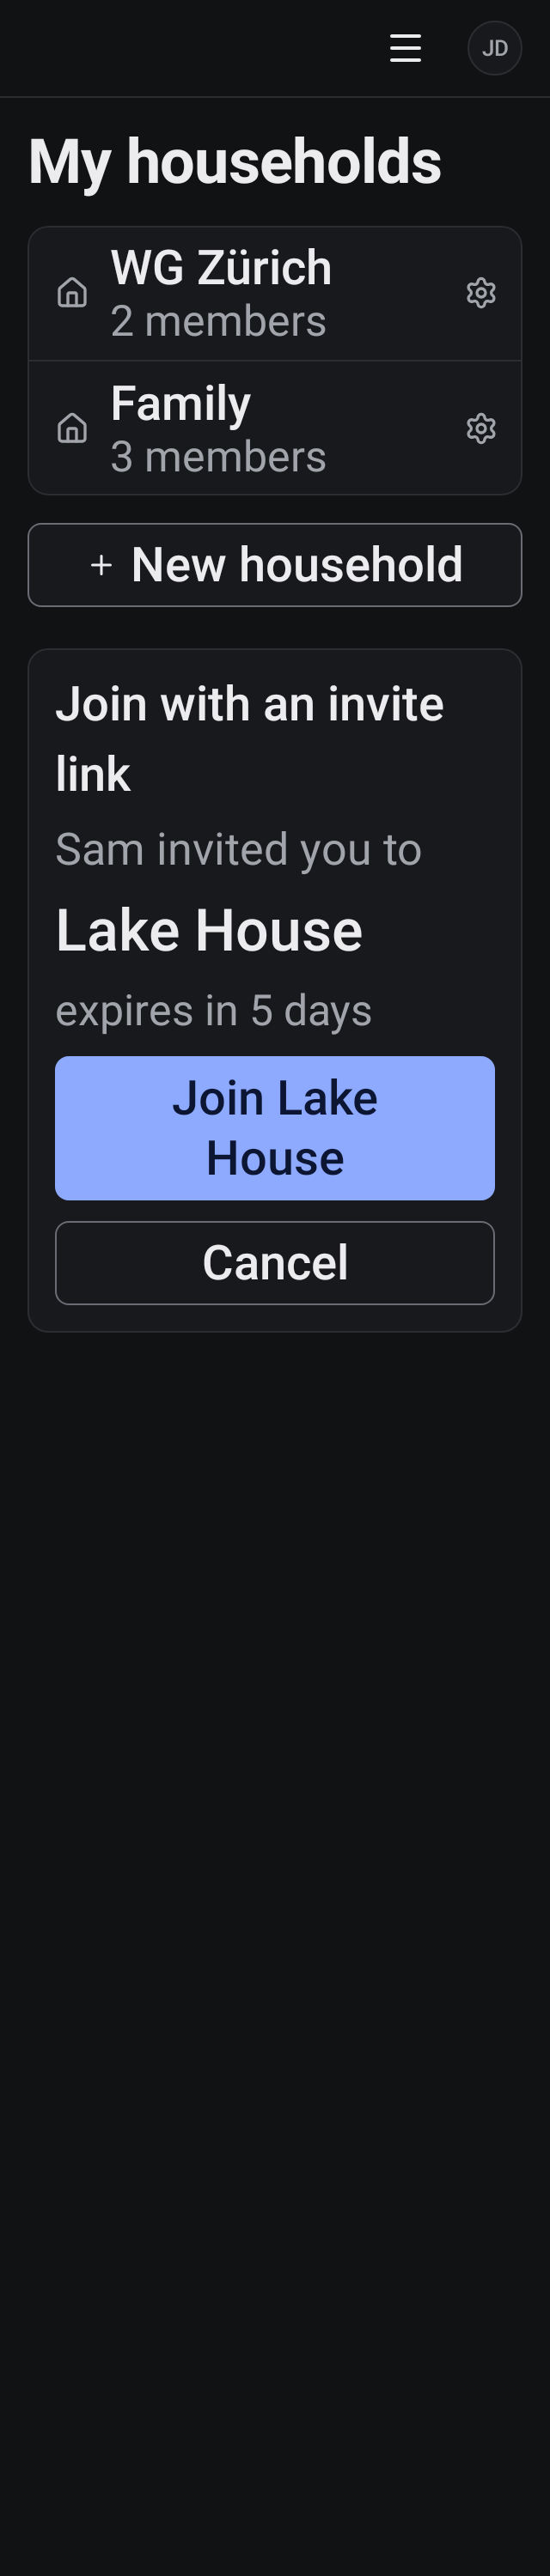 JD
My households
WG Zürich
2 members
Family
3 members
+ New household
Join with an invite
link
Sam invited you to
Lake House
expires in 5 days
Join Lake
House
Cancel